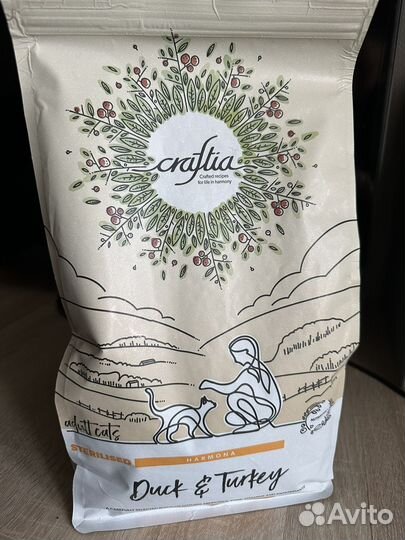 craftia
Crafted recipes
for life in harmony
adult cats
STERILISED
HARMONA
Duck & Turkey
Avito